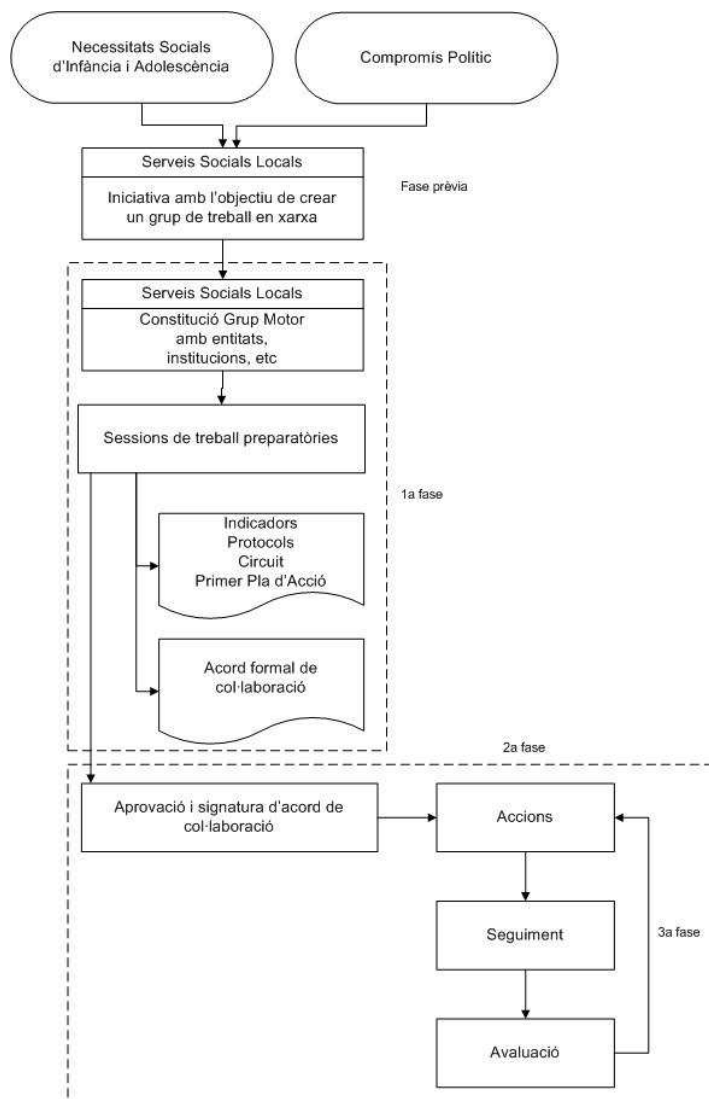 Necessitats Socials
d'Infància i Adolescència
Compromís Polític
Serveis Socials Locals
Iniciativa amb l'objectiu de crear
un grup de treball en xarxa
Fase prèvia
Serveis Socials Locals
Constitució Grup Motor
amb entitats,
institucions, etc
Sessions de treball preparatòries
1a fase
Indicadors
Protocols
Circuit
Primer Pla d'Acció
Acord formal de
col·laboració
2a fase
Aprovació i signatura d'acord de
col·laboració
Accions
Seguiment
3a fase
Avaluació